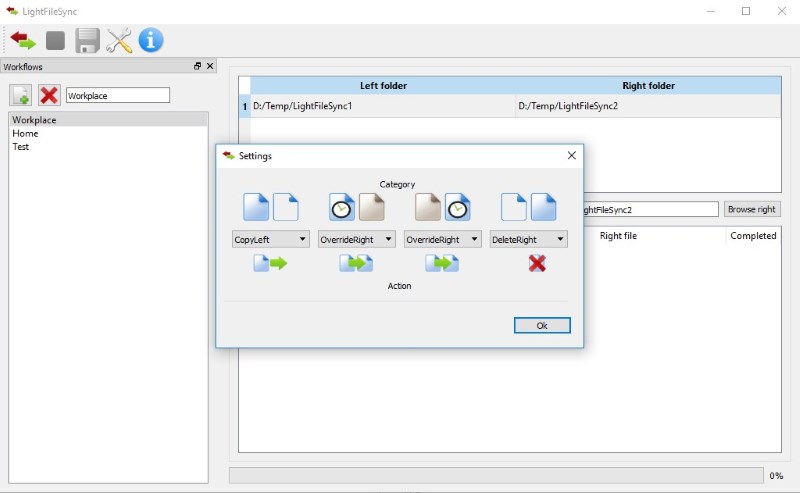 LightFileSync
Workflows
Workplace
Workplace
Home
Test
Left folder Right folder
1 D:/Temp/LightFileSync1 D:/Temp/LightFileSync2
Settings
Category
CopyLeft OverrideRight OverrideRight DeleteRight
Action
Ok
ightFileSync2 Browse right
Right file Completed
0%